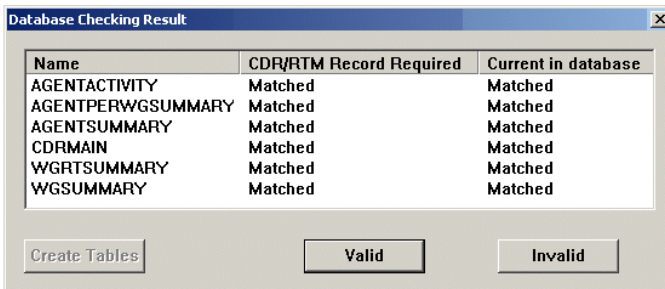 Database Checking Result
Name CDR/RTM Record Required Current in database
AGENTACTIVITY Matched Matched
AGENTPERWGSUMMARY Matched Matched
AGENTSUMMARY Matched Matched
CDRMAIN Matched Matched
WGRTSUMMARY Matched Matched
WGSUMMARY Matched Matched
Create Tables Valid Invalid